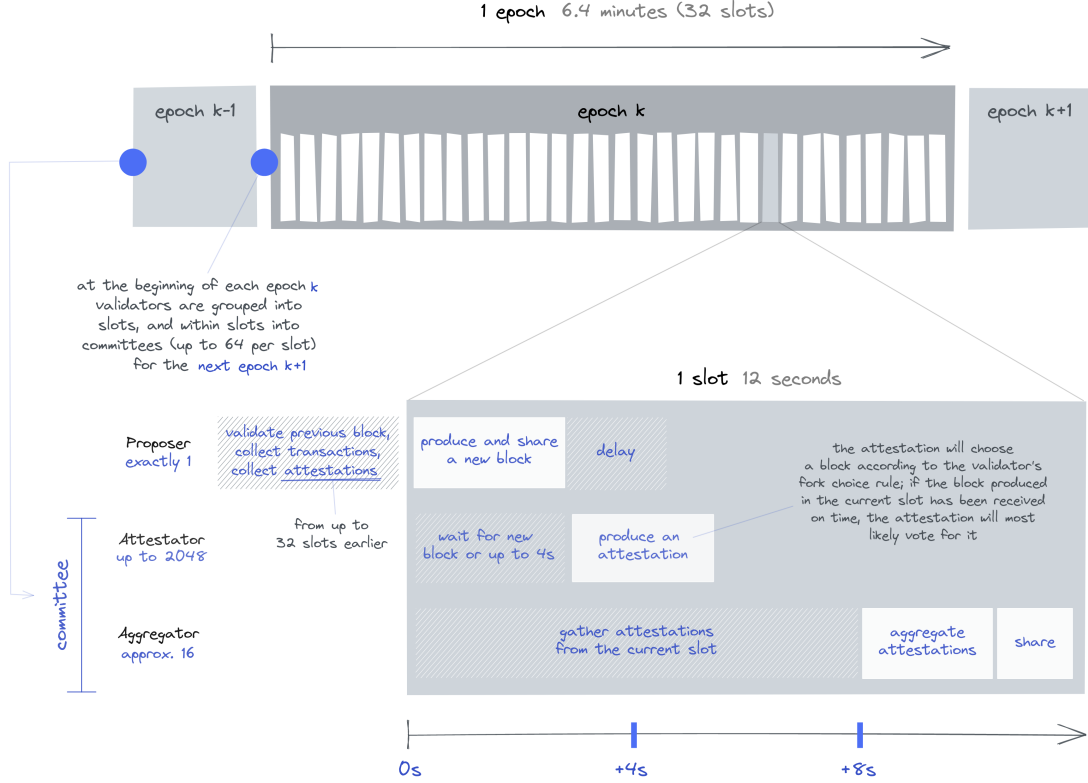 1 epoch 6.4 minutes (32 slots)
epoch k-1
epoch k
epoch k+1
at the beginning of each epoch k
validators are grouped into
slots, and within slots into
committees (up to 64 per slot)
for the next epoch k+1
1 slot 12 seconds
Proposer
exactly 1
validate previous block,
collect transactions,
collect attestations
produce and share
a new block
delay
the attestation will choose
a block according to the validator's
fork choice rule; if the block produced
in the current slot has been received
on time, the attestation will most
likely vote for it
from up to
32 slots earlier
committee
Attestator
up to 2048
wait for new
block or up to 4s
produce an
attestation
Aggregator
approx. 16
gather attestations
from the current slot
aggregate
attestations
share
0s
+4s
+8s